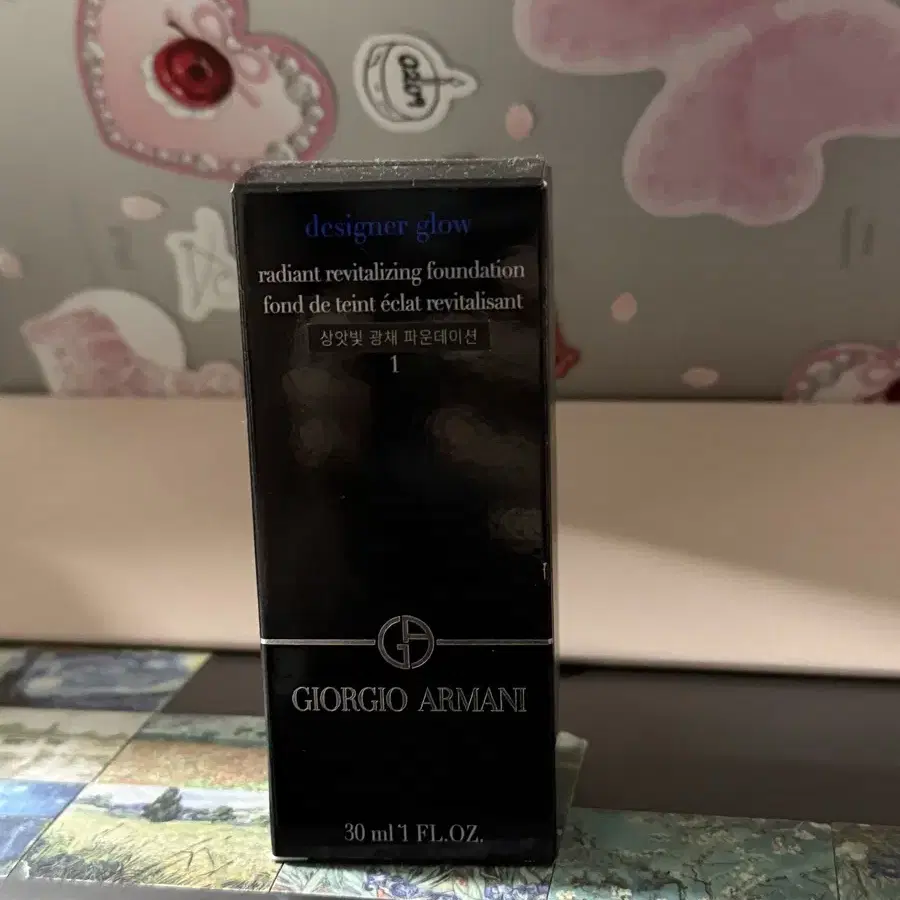 designer glow
radiant revitalizing foundation
fond de teint éclat revitalisant
상앗빛 광채 파운데이션
1
GIORGIO ARMANI
30 ml 1 FL.OZ.